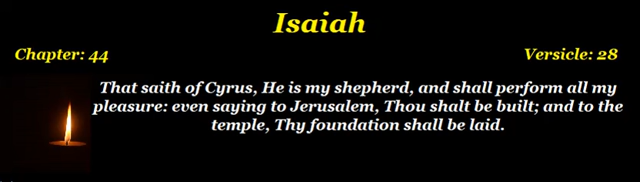 Isaiah
Chapter: 44
Versicle: 28
That saith of Cyrus, He is my shepherd, and shall perform all my
pleasure: even saying to Jerusalem, Thou shalt be built; and to the
temple, Thy foundation shall be laid.